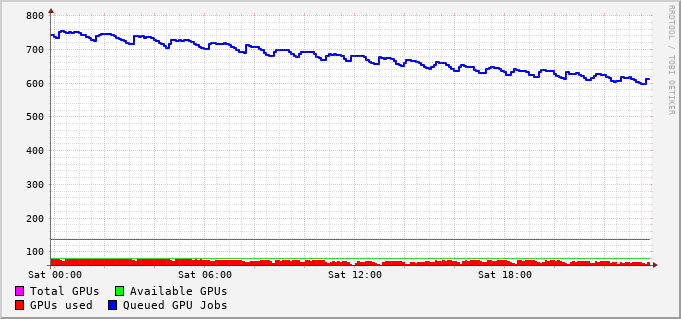 800
700
600
500
400
300
200
100
Sat 00:00 Sat 06:00 Sat 12:00 Sat 18:00
Total GPUs Available GPUs
GPUs used Queued GPU Jobs
RRDTOOL / TOBI OETIKER